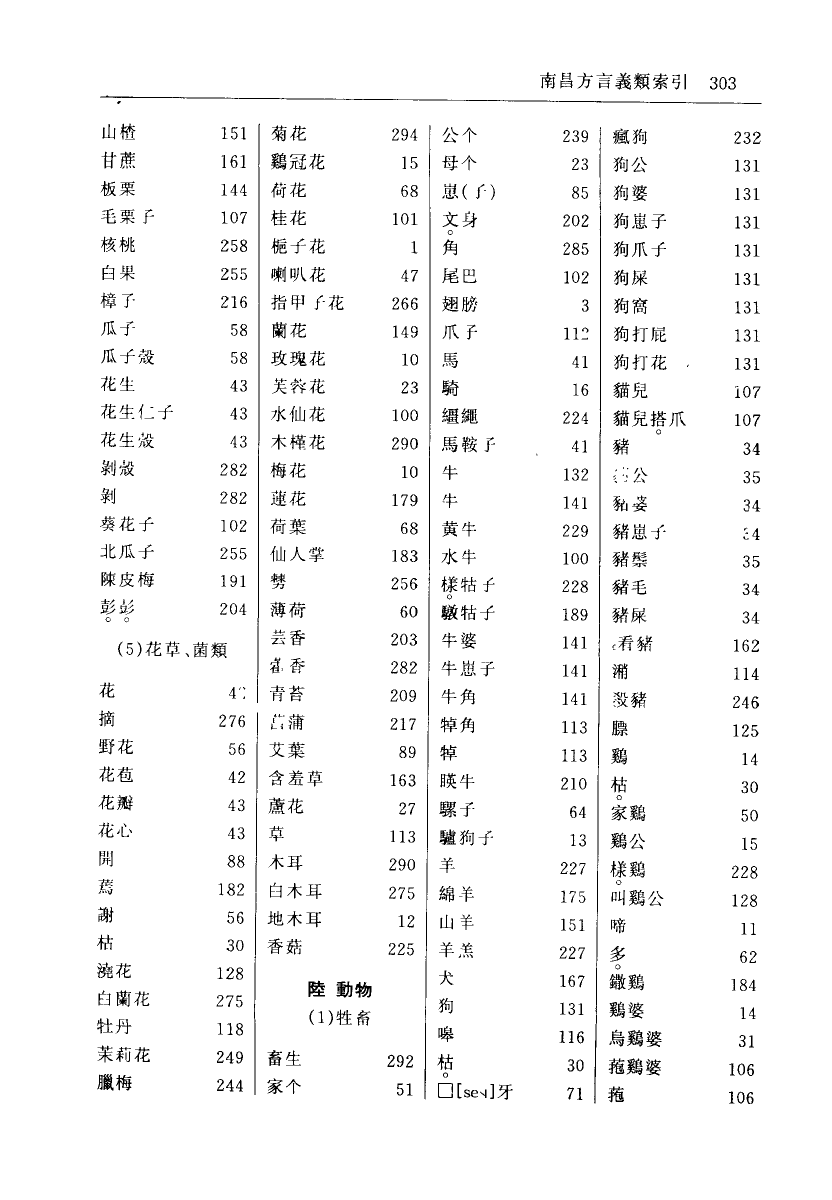 南昌方言義類索引 303
山楂 151
甘蔗 161
板栗 144
毛栗子 107
核桃 258
白果 255
樟子 216
瓜子 58
瓜子殼 58
花生 43
花生仁子 43
花生殼 43
剝殼 282
剝 282
葵花子 102
北瓜子 255
陳皮梅 191
彭彭 204
(5)花草、菌類
花
摘 276
野花 56
花苞 42
花瓣 43
花心 43
開 88
蔫 182
謝 56
枯 30
澆花 128
白蘭花 275
牡丹 118
茉莉花 249
臘梅 244
菊花 294
鷄冠花 15
荷花 68
桂花 101
梔子花 1
喇叭花 47
指甲子花 266
蘭花 149
玫瑰花 10
芙蓉花 23
水仙花 100
木槿花 290
梅花 10
蓮花 179
荷葉 68
仙人掌 183
256
薄荷 60
芸香 203
藿香 282
青苔 209
菖蒲 217
艾葉 89
含羞草 163
蘆花 27
草 113
木耳 290
白木耳 275
地木耳 12
香菇 225
陸 動物
(1)牲畜
畜生 292
家个 51
公个 239
母个 23
崽(子) 85
文身 202
角 285
尾巴 102
翅膀 3
爪子 112
馬 41
騎 16
繮繩 224
馬鞍子 41
牛 132
牛 141
黄牛 229
水牛 100
樣牯子 228
驐牯子 189
牛婆 141
牛崽子 141
牛角 141
犉角 113
犉 113
暎牛 210
騾子 64
驢狗子 13
羊 227
綿羊 175
山羊 151
羊羔 227
犬 167
狗 131
嗥 116
牯 30
□[se˧]牙 71
瘋狗 232
狗公 131
狗婆 131
狗崽子 131
狗爪子 131
狗屎 131
狗窩 131
狗打屁 131
狗打花 131
貓兒 107
貓兒搭爪 107
豬 34
公 35
婆 34
豬崽子
豬鬃 35
豬毛 34
豬屎 34
看豬 162
潲 114
殺豬 246
膘 125
鷄 14
牯 30
家鷄 50
鷄公 15
樣鷄 228
叫鷄公 128
啼 11
多 62
鐓鷄 184
鷄婆 14
烏鷄婆 31
菢鷄婆 106
菢 106